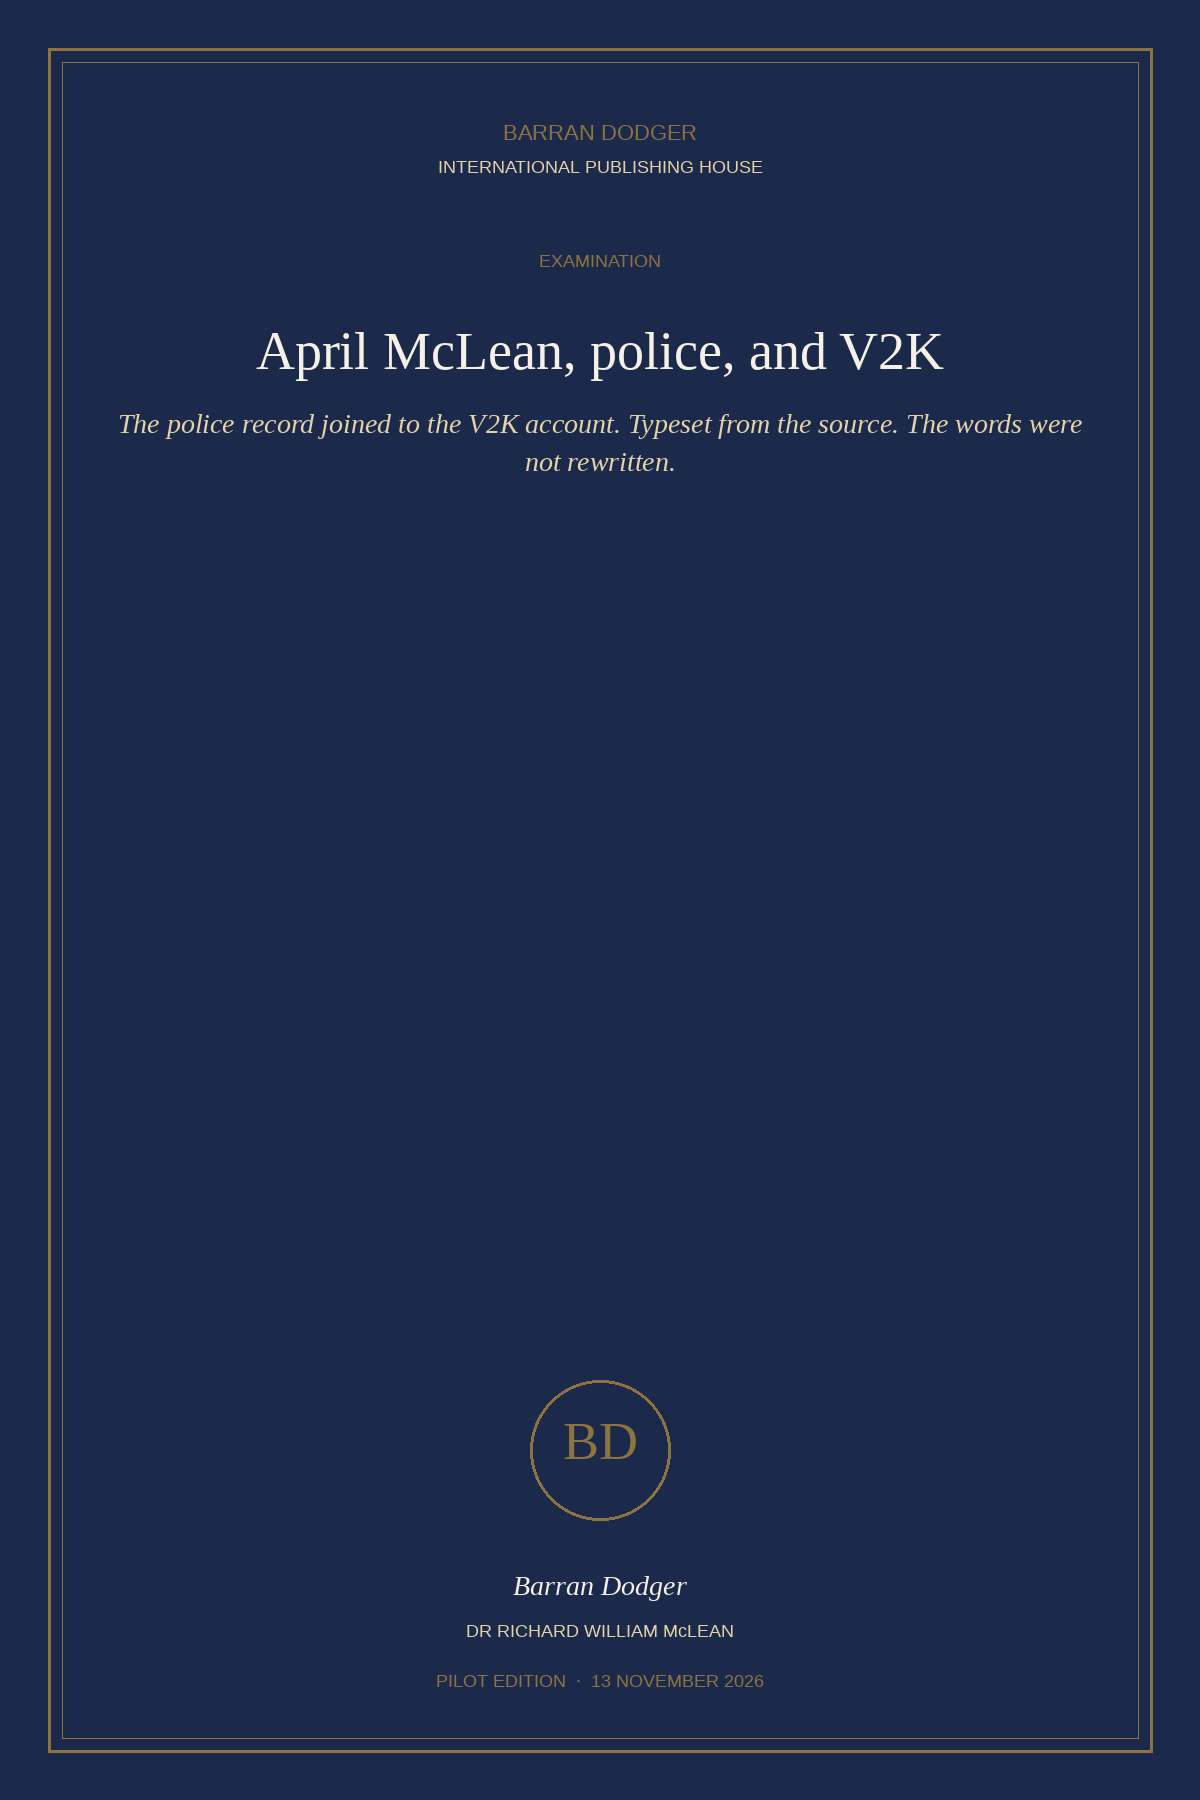 BARRAN DODGER
INTERNATIONAL PUBLISHING HOUSE
EXAMINATION
April McLean, police, and V2K
The police record joined to the V2K account. Typeset from the source. The words were
not rewritten.
BD
Barran Dodger
DR RICHARD WILLIAM McLEAN
PILOT EDITION · 13 NOVEMBER 2026